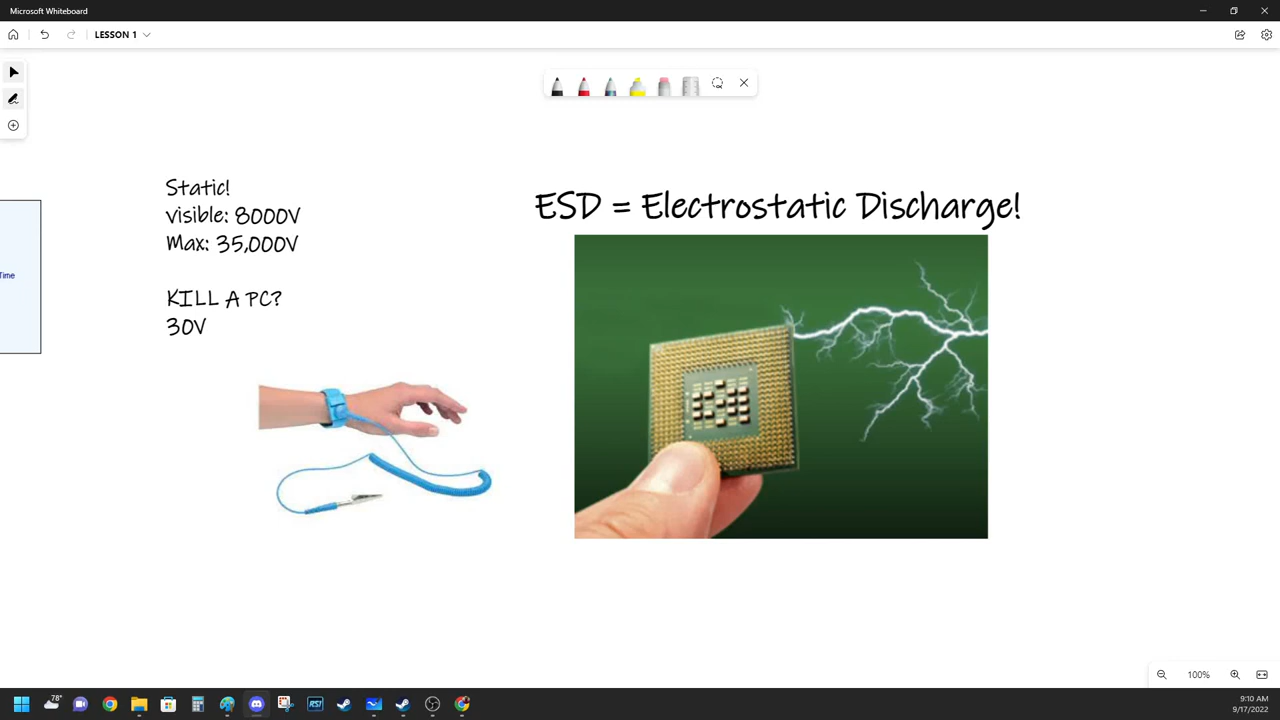 Microsoft Whiteboard
LESSON 1
Static!
visible: 8000V
Max: 35,000V
KILL A PC?
30V
ESD = Electrostatic Discharge!
Time
100%
78°
RSI
9:10 AM
9/17/2022